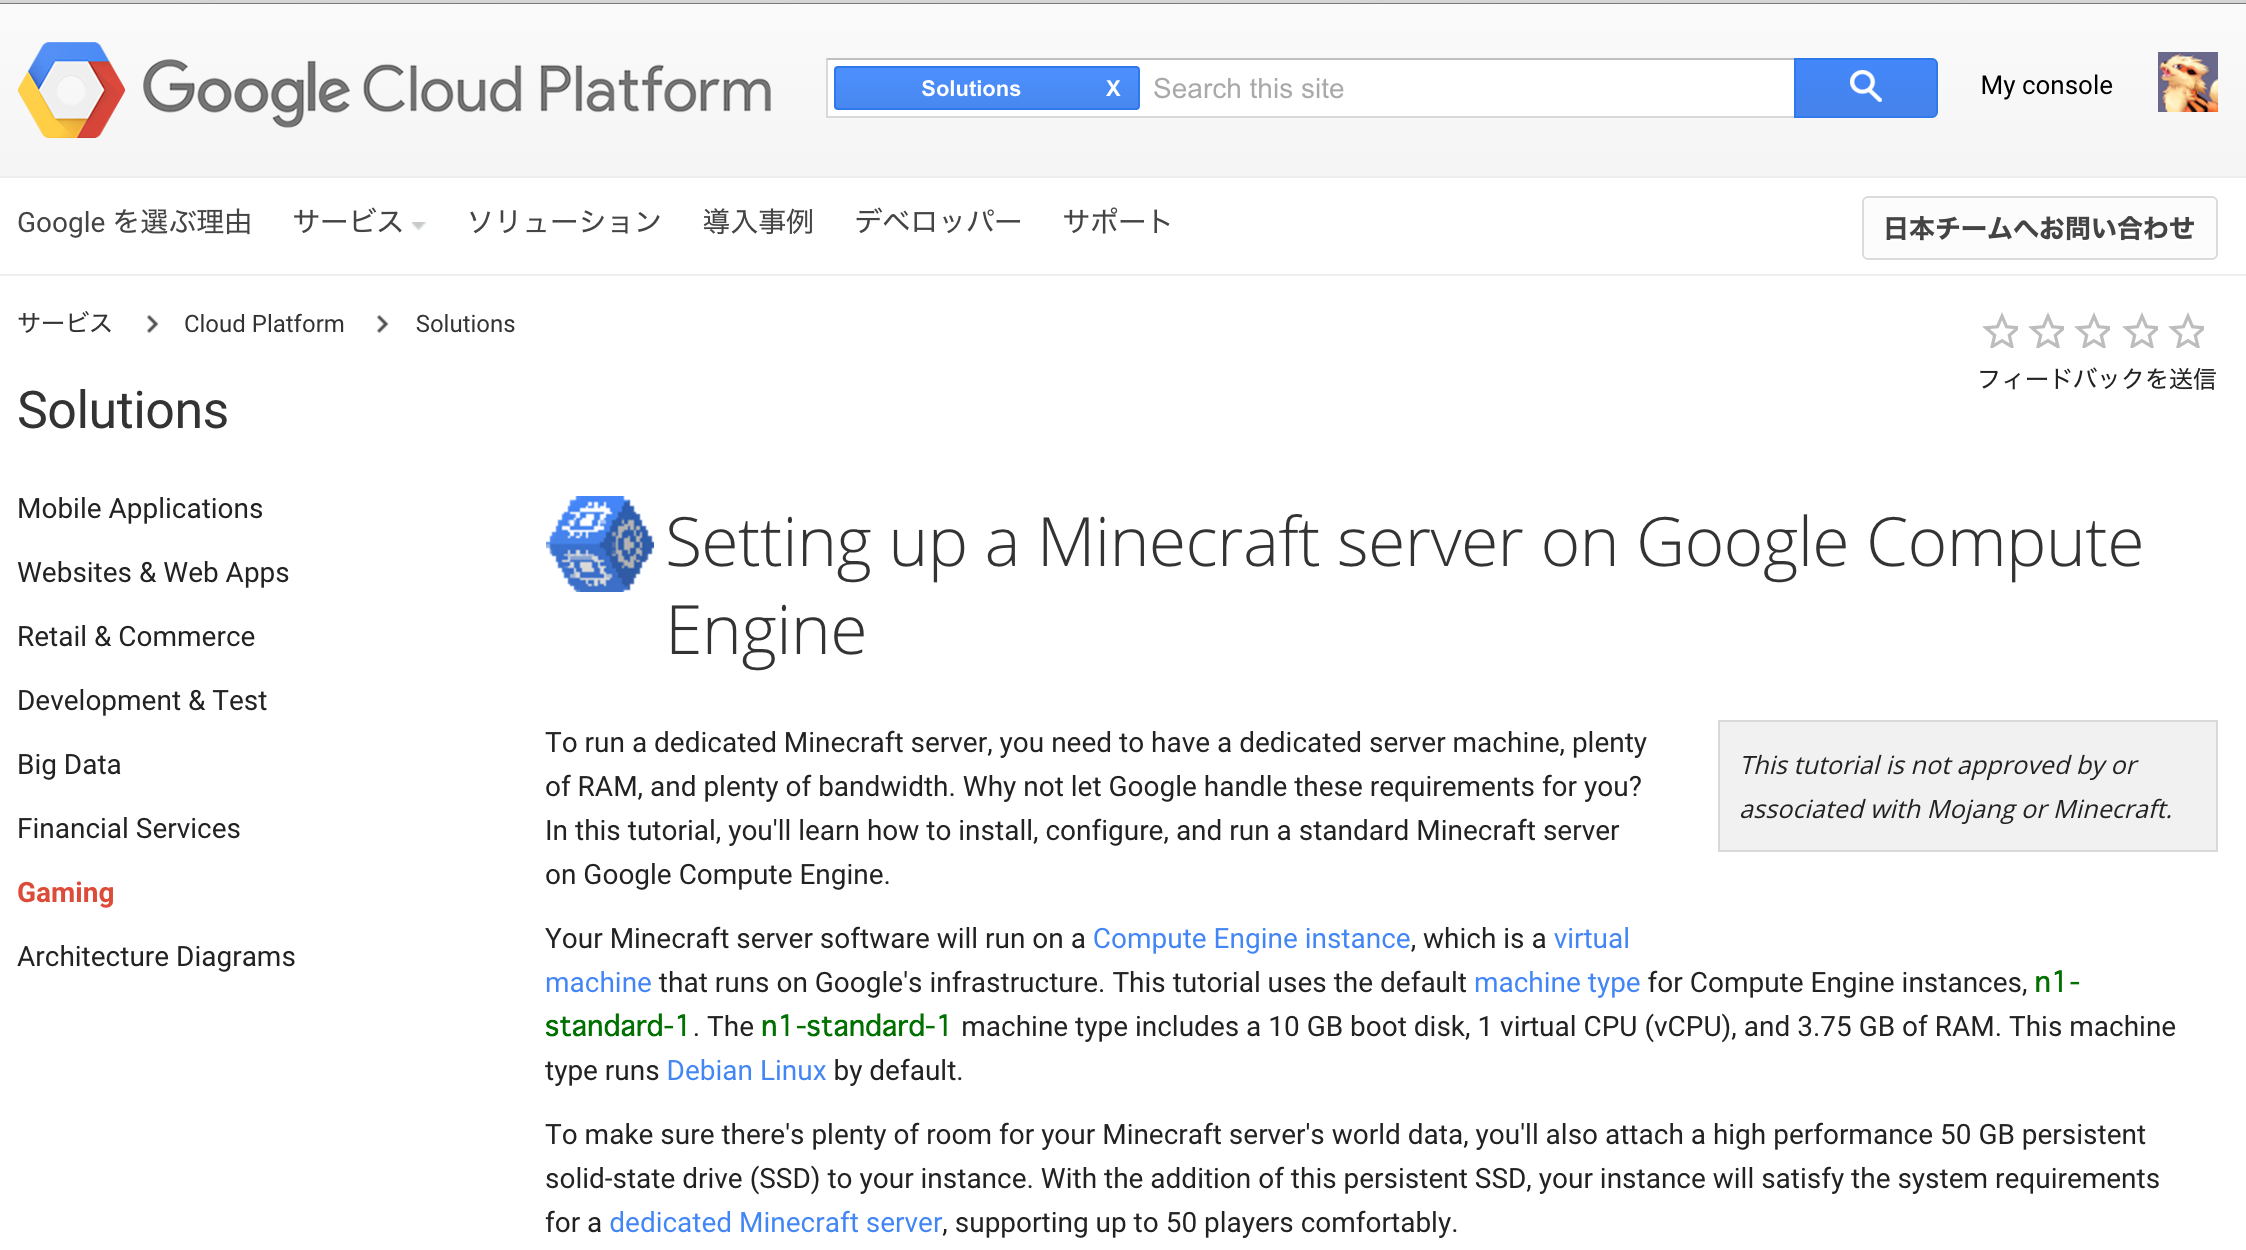 Google Cloud Platform
Solutions X Search this site
My console
Google を選ぶ理由 サービス ソリューション 導入事例 デベロッパー サポート
日本チームへお問い合わせ
サービス Cloud Platform Solutions
フィードバックを送信
Solutions
Mobile Applications
Websites & Web Apps
Retail & Commerce
Development & Test
Big Data
Financial Services
Gaming
Architecture Diagrams
Setting up a Minecraft server on Google Compute
Engine
To run a dedicated Minecraft server, you need to have a dedicated server machine, plenty
of RAM, and plenty of bandwidth. Why not let Google handle these requirements for you?
In this tutorial, you'll learn how to install, configure, and run a standard Minecraft server
on Google Compute Engine.
This tutorial is not approved by or
associated with Mojang or Minecraft.
Your Minecraft server software will run on a Compute Engine instance, which is a virtual
machine that runs on Google's infrastructure. This tutorial uses the default machine type for Compute Engine instances, n1-
standard-1. The n1-standard-1 machine type includes a 10 GB boot disk, 1 virtual CPU (vCPU), and 3.75 GB of RAM. This machine
type runs Debian Linux by default.
To make sure there's plenty of room for your Minecraft server's world data, you'll also attach a high performance 50 GB persistent
solid-state drive (SSD) to your instance. With the addition of this persistent SSD, your instance will satisfy the system requirements
for a dedicated Minecraft server, supporting up to 50 players comfortably.